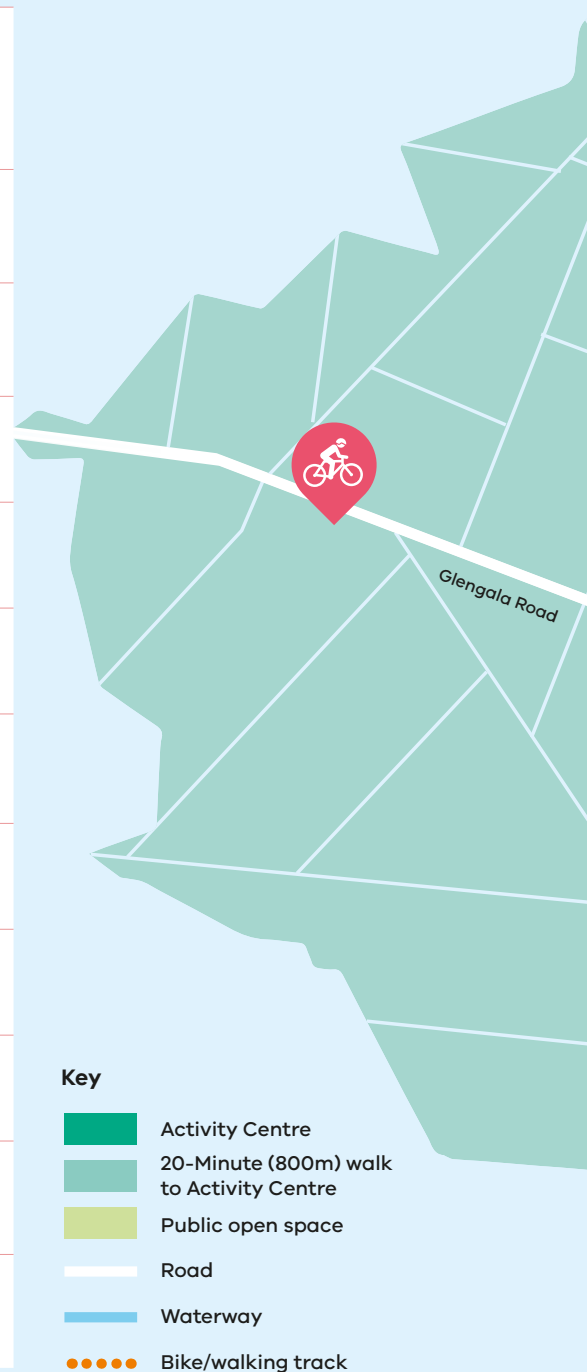 Glengala Road
Key
Activity Centre
20-Minute (800m) walk
to Activity Centre
Public open space
Road
Waterway
Bike/walking track